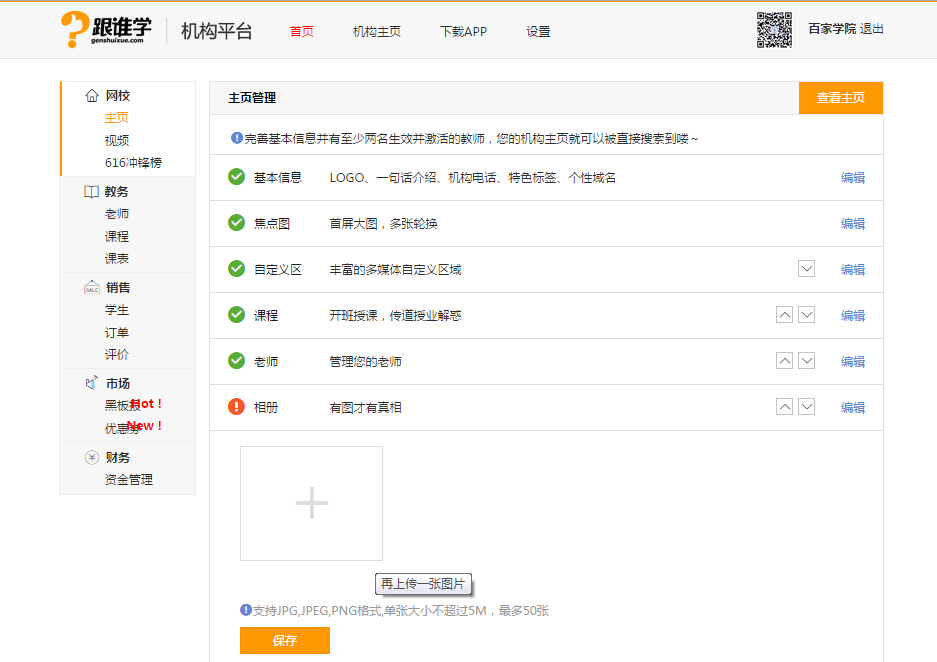 跟谁学
genshuixue.com
机构平台
首页
机构主页
下载APP
设置
百家学院 退出
网校
主页
视频
616冲锋榜
教务
老师
课程
课表
SALE
销售
学生
订单
评价
市场
黑板报
Hot！
优惠券
New！
财务
资金管理
主页管理
查看主页
完善基本信息并有至少两名生效并激活的教师，您的机构主页就可以被直接搜索到喽～
基本信息 LOGO、一句话介绍、机构电话、特色标签、个性域名 编辑
焦点图 首屏大图，多张轮换 编辑
自定义区 丰富的多媒体自定义区域 编辑
课程 开班授课，传道授业解惑 编辑
老师 管理您的老师 编辑
相册 有图才有真相 编辑
再上传一张图片
支持JPG,JPEG,PNG格式,单张大小不超过5M，最多50张
保存